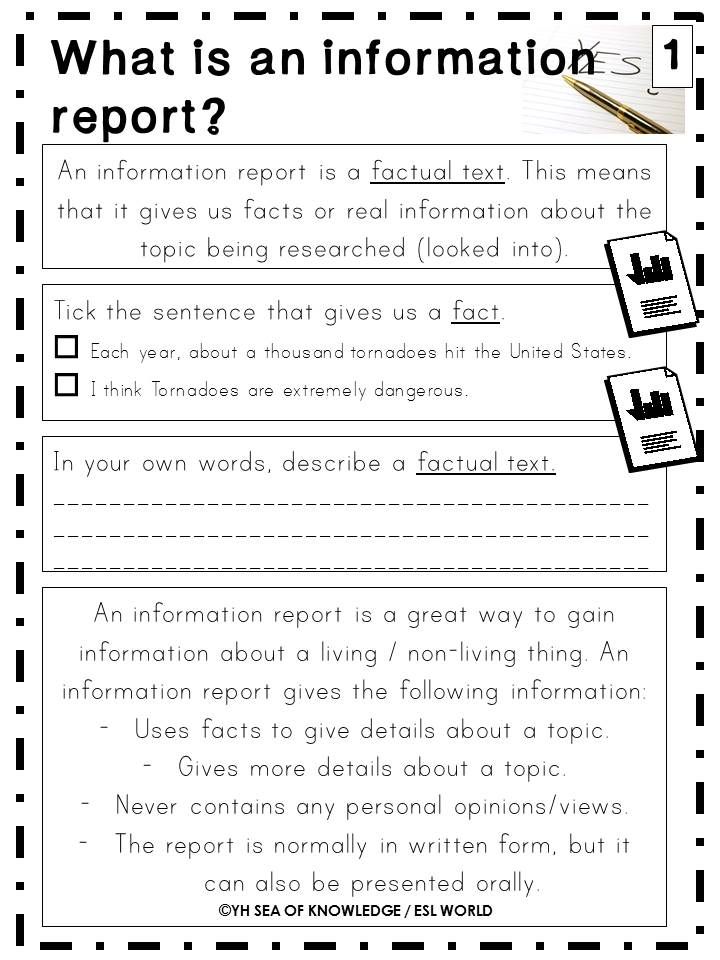 What is an information
YES
1
report?
An information report is a factual text. This means
that it gives us facts or real information about the
topic being researched (looked into).
Tick the sentence that gives us a fact.
Each year, about a thousand tornadoes hit the United States.
I think Tornadoes are extremely dangerous.
In your own words, describe a factual text.
An information report is a great way to gain
information about a living / non-living thing. An
information report gives the following information:
- Uses facts to give details about a topic.
- Gives more details about a topic.
- Never contains any personal opinions/views.
- The report is normally in written form, but it
can also be presented orally.
©YH SEA OF KNOWLEDGE / ESL WORLD